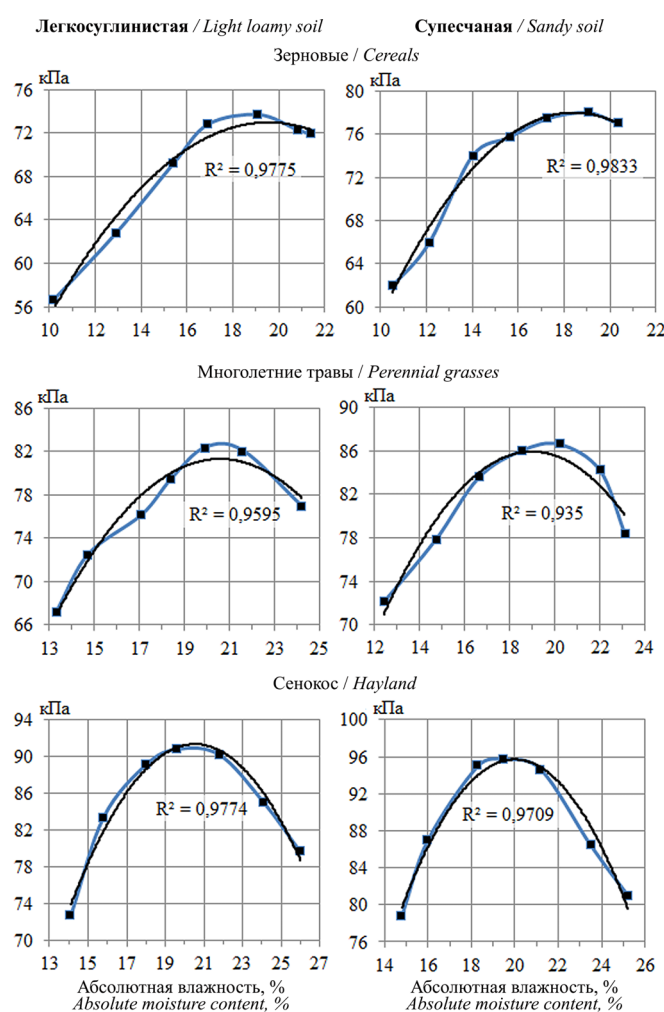 Легкосуглинистая / Light loamy soil
Супесчаная / Sandy soil
Зерновые / Cereals
кПа
76
72
68
64
60
56
R² = 0,9775
10 12 14 16 18 20 22
кПа
80
76
72
68
64
60
R² = 0,9833
10 12 14 16 18 20 22
Многолетние травы / Perennial grasses
кПа
86
82
78
74
70
66
R² = 0,9595
13 15 17 19 21 23 25
кПа
90
86
82
78
74
70
R² = 0,935
12 14 16 18 20 22 24
Сенокос / Hayland
кПа
94
90
86
82
78
74
70
R² = 0,9774
13 15 17 19 21 23 25 27
Абсолютная влажность, %
Absolute moisture content, %
кПа
100
96
92
88
84
80
76
R² = 0,9709
14 16 18 20 22 24 26
Абсолютная влажность, %
Absolute moisture content, %